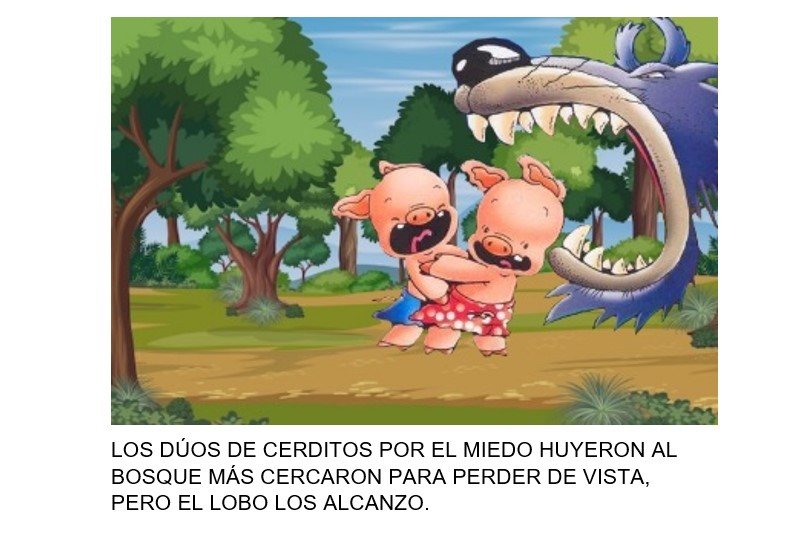 LOS DÚOS DE CERDITOS POR EL MIEDO HUYERON AL
BOSQUE MÁS CERCARON PARA PERDER DE VISTA,
PERO EL LOBO LOS ALCANZO.